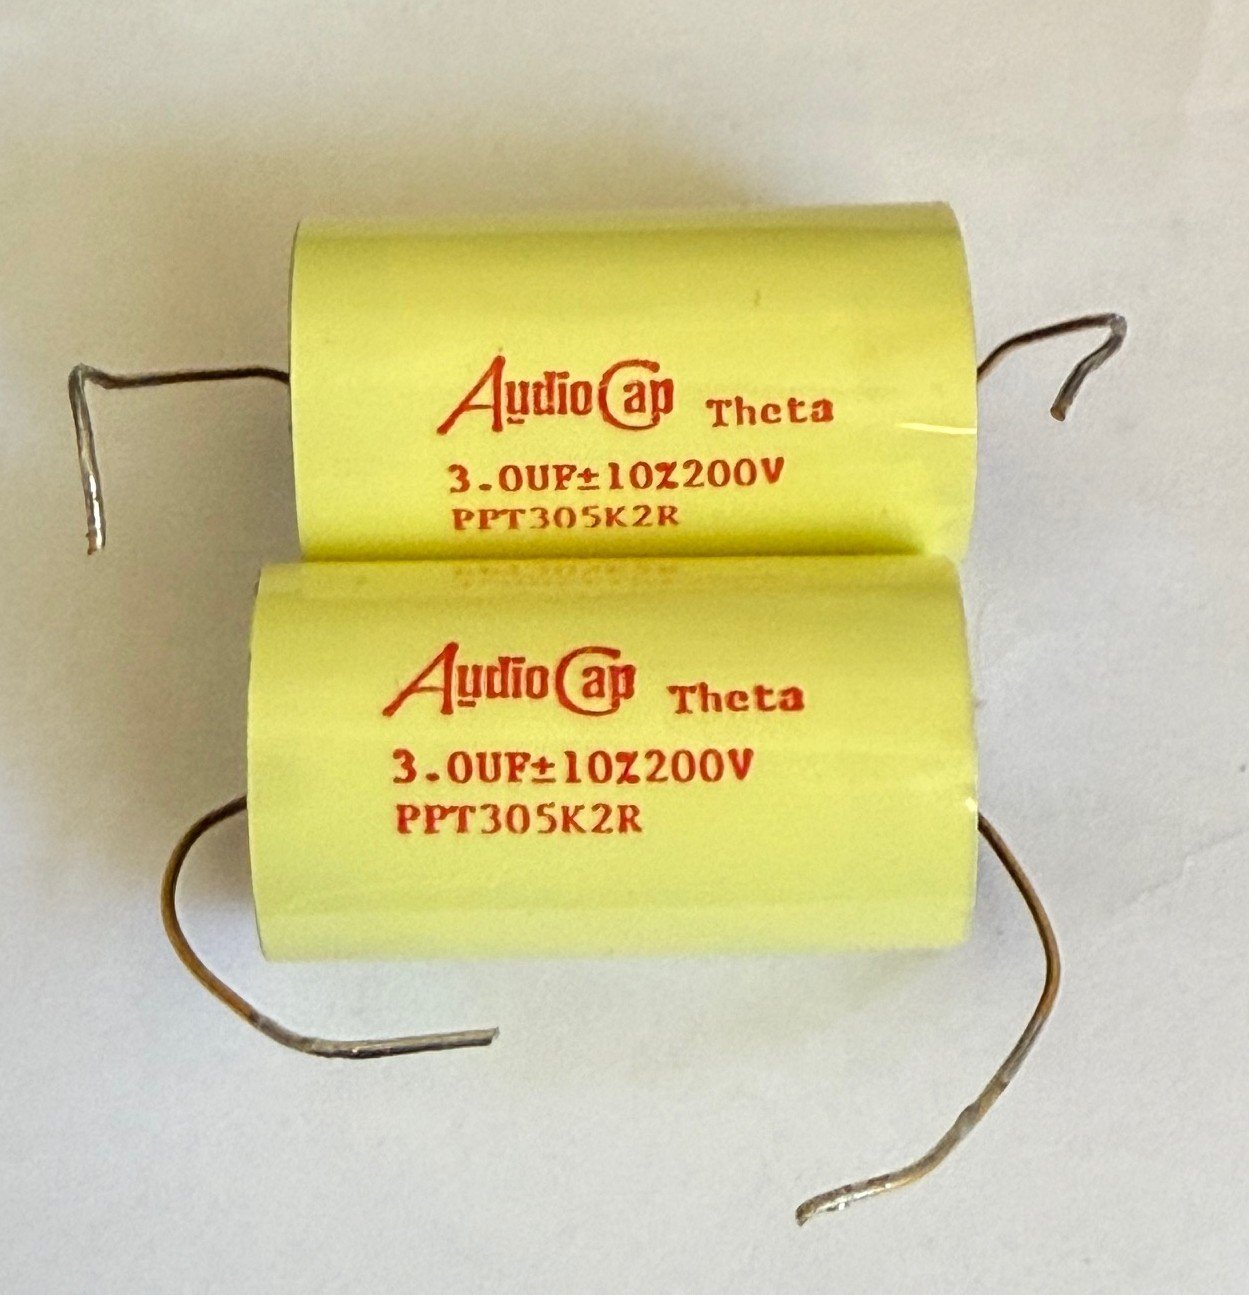 AudioCap Theta
3.0UF±10%200V
PPT305K2R
AudioCap Theta
3.0UF±10%200V
PPT305K2R